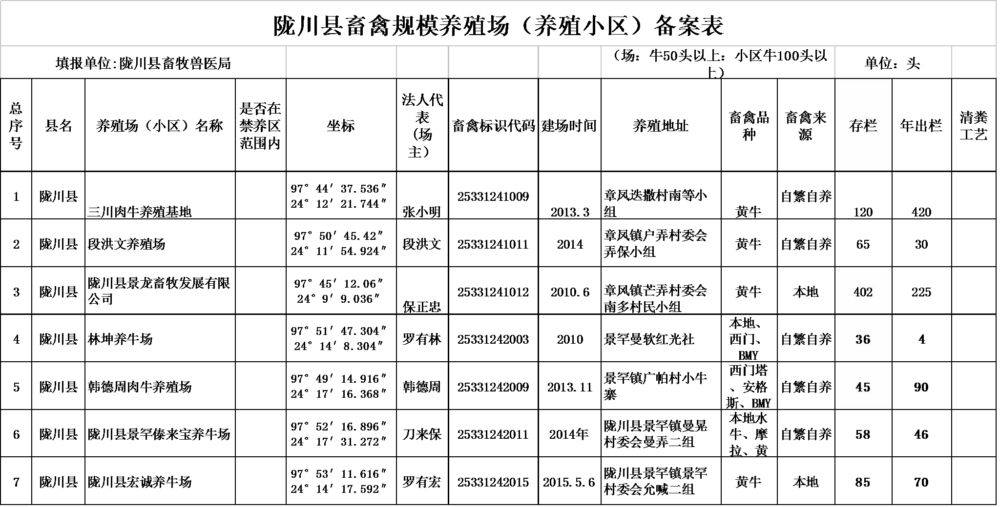 陇川县畜禽规模养殖场（养殖小区）备案表
填报单位:陇川县畜牧兽医局
（场：牛50头以上：小区牛100头以
上）
单位：头
总
序
号
县名
养殖场（小区）名称
是否在
禁养区
范围内
坐标
法人代
表
(场
主）
畜禽标识代码
建场时间
养殖地址
畜禽品
种
畜禽来
源
存栏
年出栏
清粪
工艺
1
陇川县
三川肉牛养殖基地
97°44′37.536″
24°12′21.744″
张小明
25331241009
2013.3
章凤迭撒村南等小
组
黄牛
自繁自养
120
420
2
陇川县
段洪文养殖场
97°50′45.42″
24°11′54.924″
段洪文
25331241011
2014
章凤镇户弄村委会
弄保小组
黄牛
自繁自养
65
30
3
陇川县
陇川县景龙畜牧发展有限
公司
97°45′12.06″
24°9′9.036″
保正忠
25331241012
2010.6
章凤镇芒弄村委会
南多村民小组
黄牛
本地
402
225
4
陇川县
林坤养牛场
97°51′47.304″
24°14′8.304″
罗有林
25331242003
2010
景罕曼软红光社
本地、
西门、
BMY
自繁自养
36
4
5
陇川县
韩德周肉牛养殖场
97°49′14.916″
24°17′16.368″
韩德周
25331242009
2013.11
景罕镇广帕村小牛
寨
西门塔
、安格
斯、BMY
自繁自养
45
90
6
陇川县
陇川县景罕傣来宝养牛场
97°52′16.896″
24°17′31.272″
刀来保
25331242011
2014年
陇川县景罕镇曼晃
村委会曼弄二组
本地水
牛、摩
拉、黄
自繁自养
58
46
7
陇川县
陇川县宏诚养牛场
97°53′11.616″
24°14′17.592″
罗有宏
25331242015
2015.5.6
陇川县景罕镇景罕
村委会允喊二组
黄牛
本地
85
70